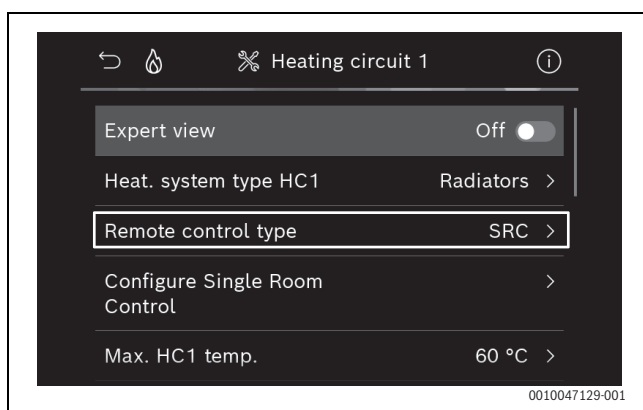 Heating circuit 1
Expert view Off
Heat. system type HC1 Radiators >
Remote control type SRC >
Configure Single Room >
Control
Max. HC1 temp. 60 °C >
0010047129-001